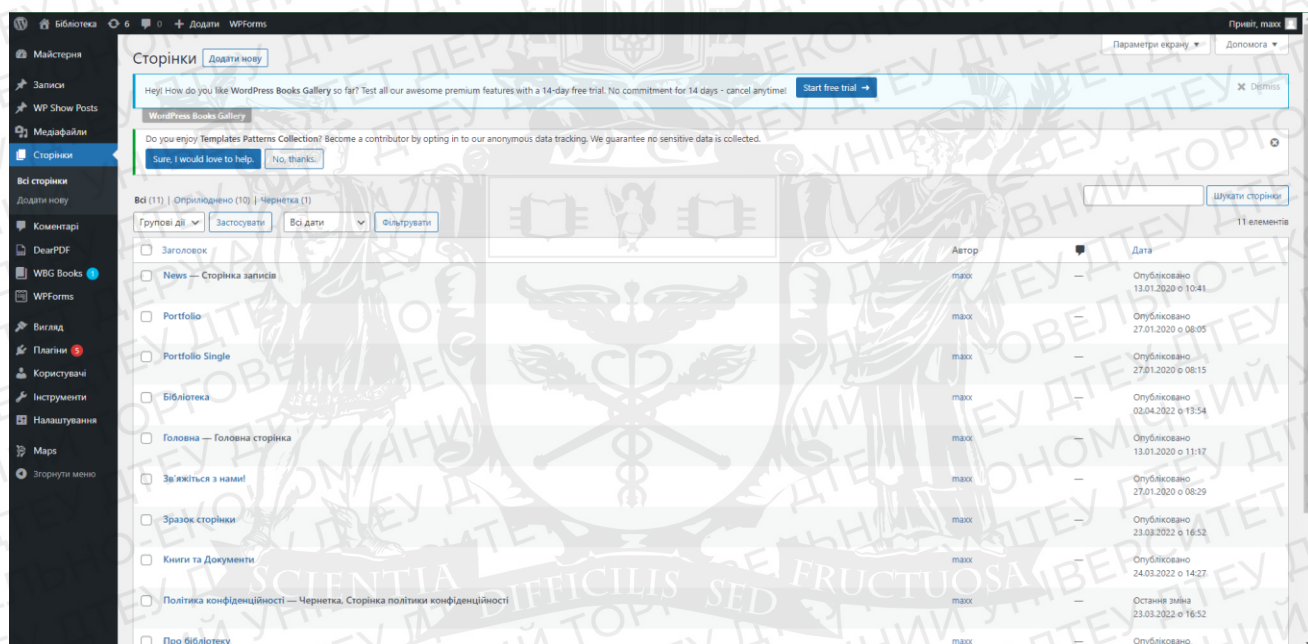 Бібліотека 6 0 + Додати WPForms Привіт, maxx
Параметри екрану ▼ Допомога ▼
Майстерня
Записи
WP Show Posts
Медіафайли
Сторінки
Всі сторінки
Додати нову
Коментарі
DearPDF
WBG Books 1
WPForms
Вигляд
Плагіни 5
Користувачі
Інструменти
Налаштування
Maps
Згорнути меню
Сторінки Додати нову
Hey! How do you like WordPress Books Gallery so far? Test all our awesome premium features with a 14-day free trial. No commitment for 14 days - cancel anytime! Start free trial → Dismiss
WordPress Books Gallery
Do you enjoy Templates Patterns Collection? Become a contributor by opting in to our anonymous data tracking. We guarantee no sensitive data is collected.
Sure, I would love to help. No, thanks.
Всі (11) | Оприлюднено (10) | Чернетка (1)
Шукати сторінки
Групові дії Застосувати Всі дати Фільтрувати 11 елементів
Заголовок Автор Дата
News — Сторінка записів maxx — Опубліковано
13.01.2020 о 10:41
Portfolio maxx — Опубліковано
27.01.2020 о 08:05
Portfolio Single maxx — Опубліковано
27.01.2020 о 08:15
Бібліотека maxx — Опубліковано
02.04.2022 о 13:54
Головна — Головна сторінка maxx — Опубліковано
13.01.2020 о 11:17
Зв'яжіться з нами! maxx — Опубліковано
27.01.2020 о 08:29
Зразок сторінки maxx — Опубліковано
23.03.2022 о 16:52
Книги та Документи maxx — Опубліковано
24.03.2022 о 14:27
Політика конфіденційності — Чернетка, Сторінка політики конфіденційності maxx — Остання зміна
23.03.2022 о 16:52
Про бібліотеку maxx — Опубліковано